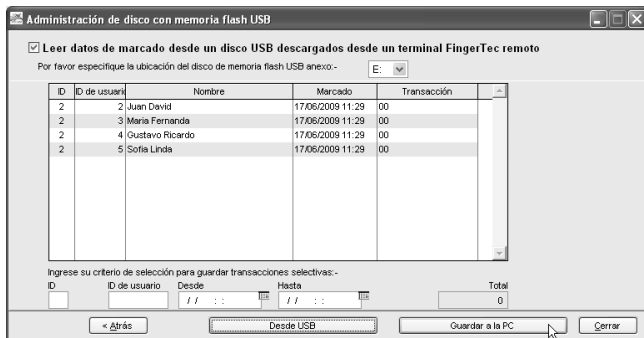 Administración de disco con memoria flash USB
Leer datos de marcado desde un disco USB descargados desde un terminal FingerTec remoto
Por favor especifique la ubicación del disco de memoria flash USB anexo:- E:
ID ID de usuario Nombre Marcado Transacción
2 2 Juan David 17/06/2009 11:29 00
2 3 Maria Fernanda 17/06/2009 11:29 00
2 4 Gustavo Ricardo 17/06/2009 11:29 00
2 5 Sofia Linda 17/06/2009 11:29 00
Ingrese su criterio de selección para guardar transacciones selectivas:-
ID ID de usuario Desde Hasta Total
/ / : : / / : : 0
< Atrás Desde USB Guardar a la PC Cerrar